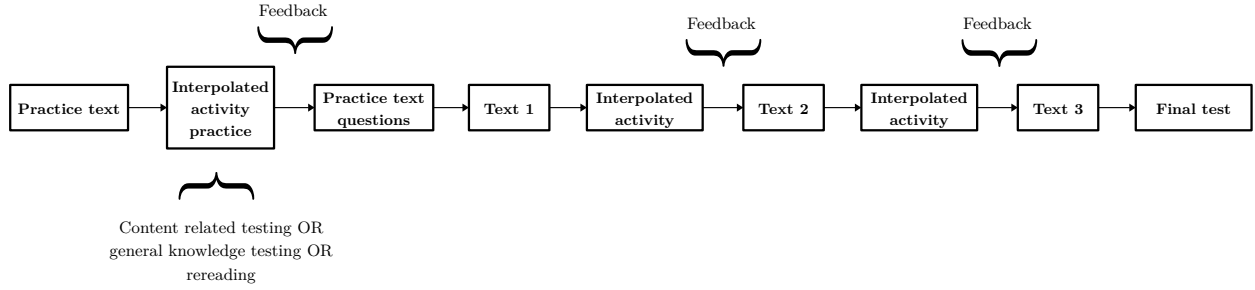 Feedback
Feedback
Feedback
Practice text
Interpolated
activity
practice
Practice text
questions
Text 1
Interpolated
activity
Text 2
Interpolated
activity
Text 3
Final test
Content related testing OR
general knowledge testing OR
rereading